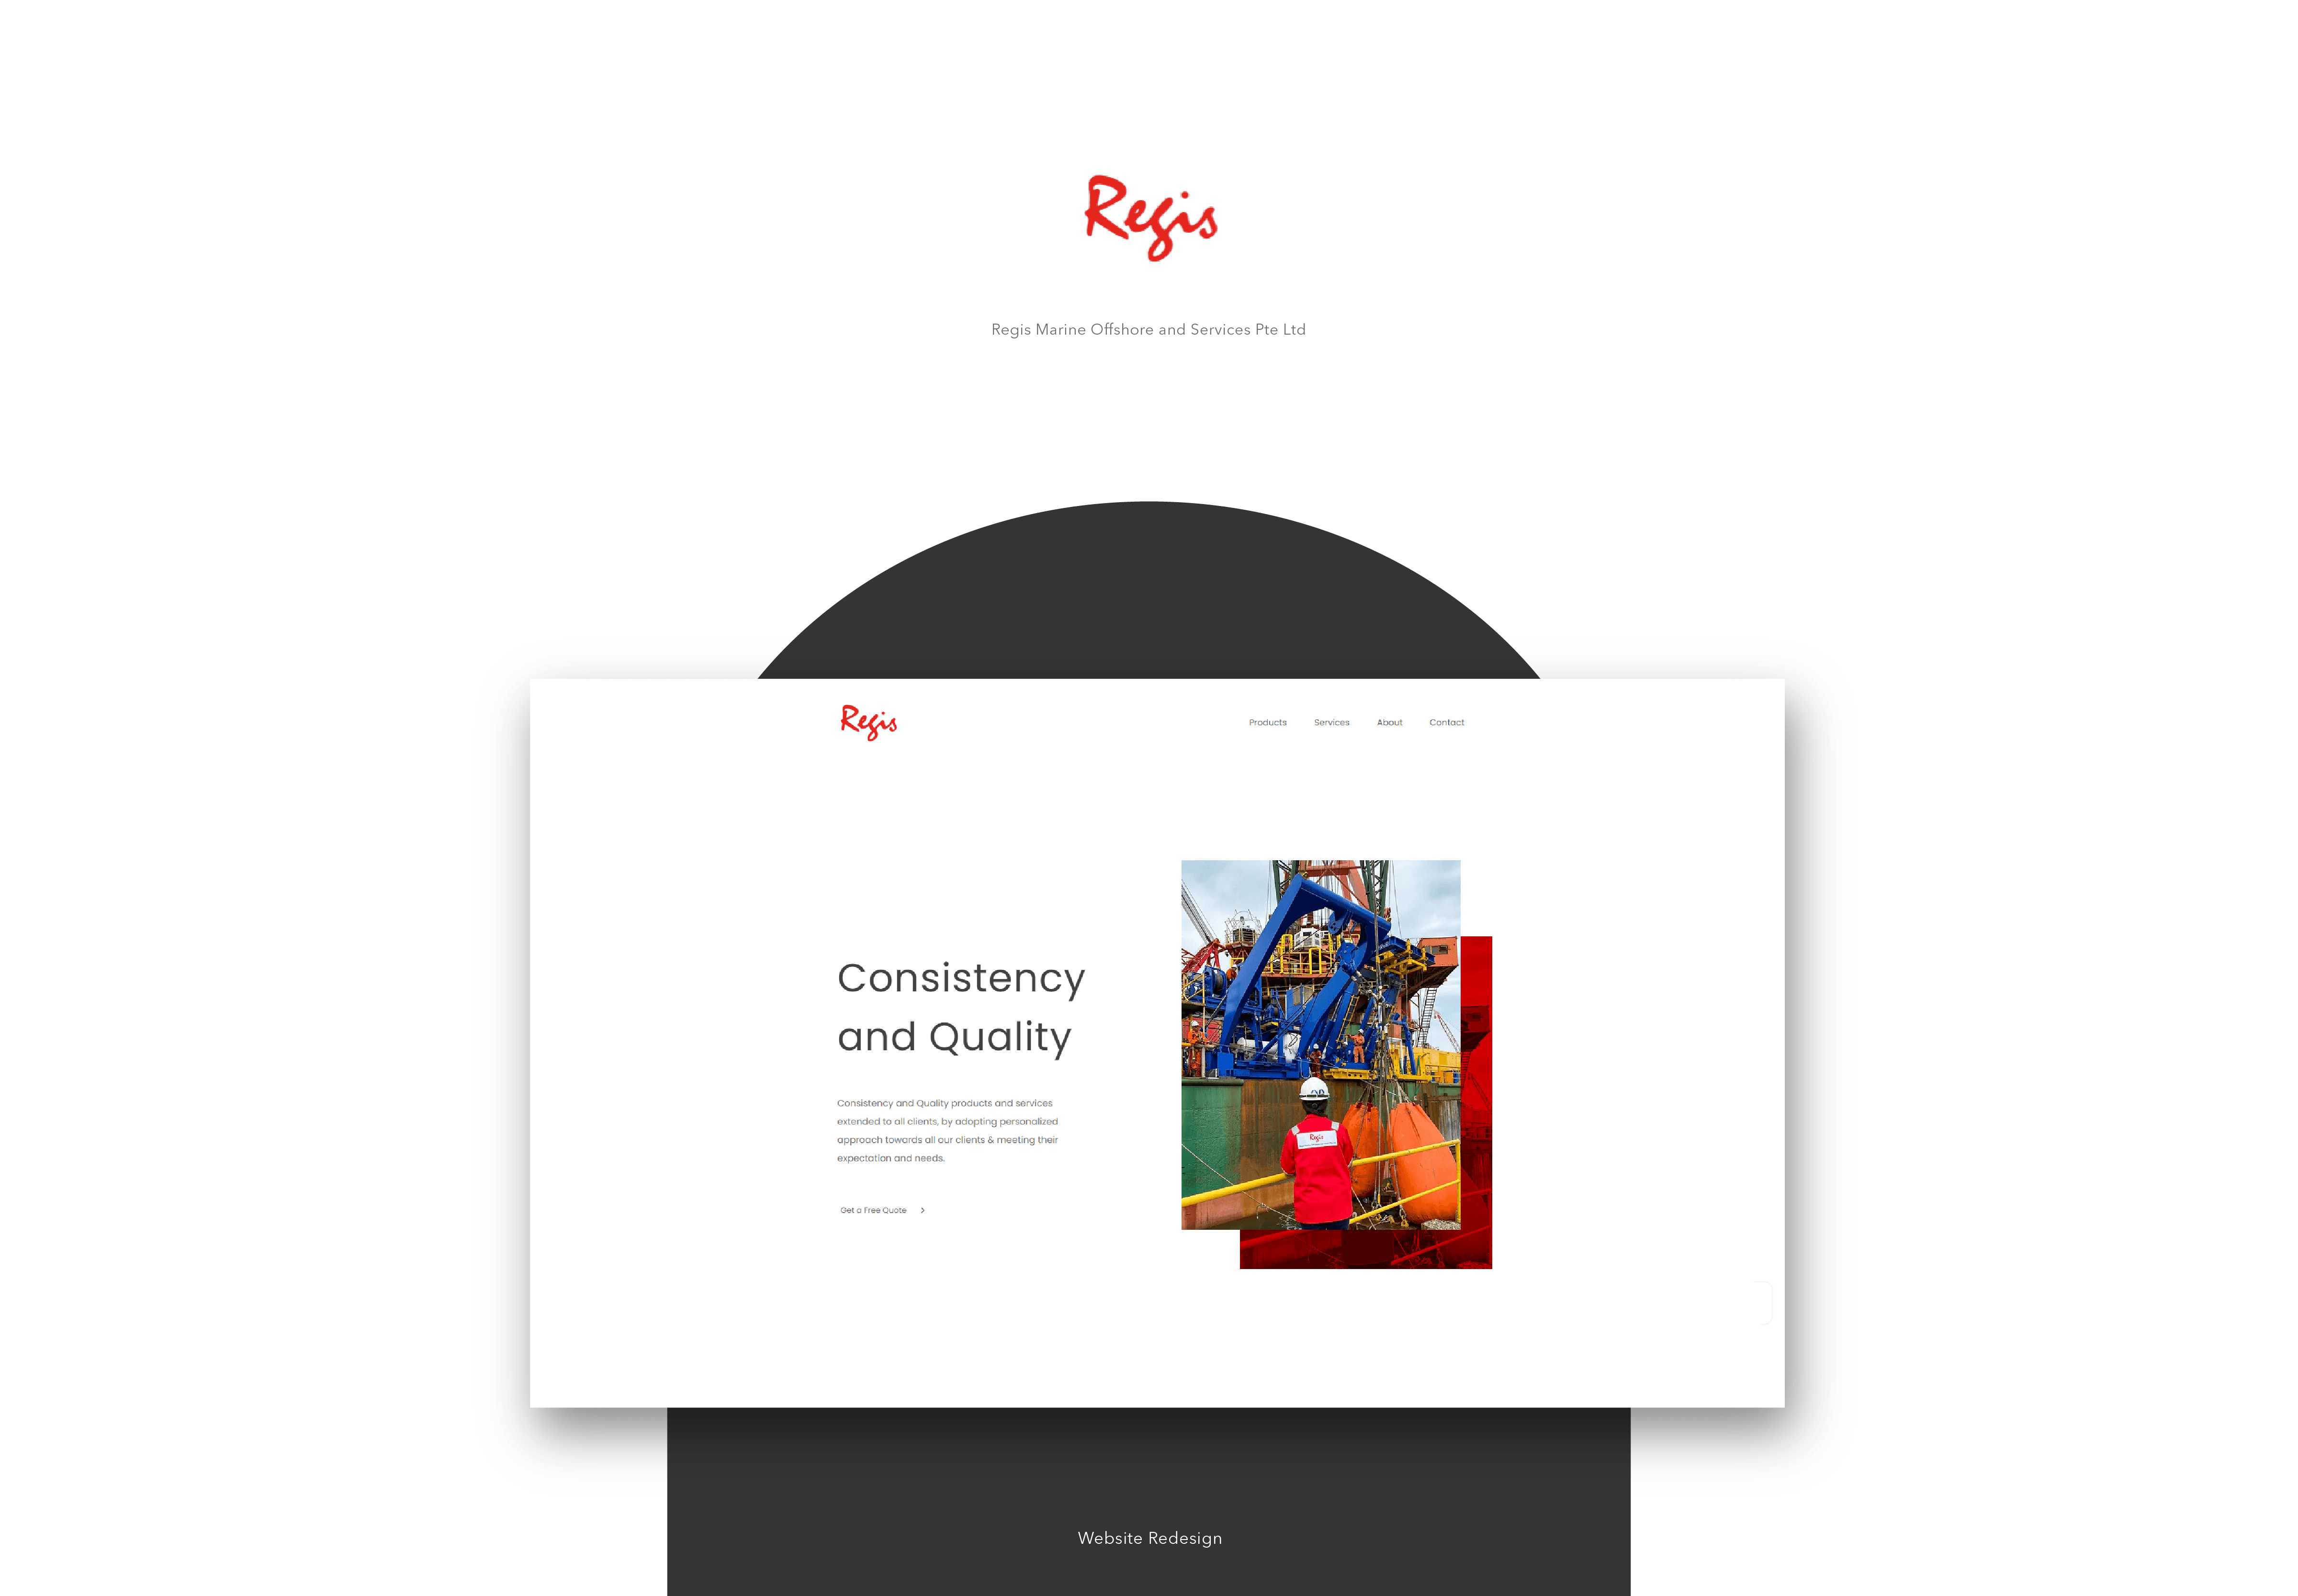 Regis
Regis Marine Offshore and Services Pte Ltd
Regis
Products Services About Contact
Consistency
and Quality
Consistency and Quality products and services
extended to all clients, by adopting personalized
approach towards all our clients & meeting their
expectation and needs.
Get a Free Quote >
Regis
Website Redesign